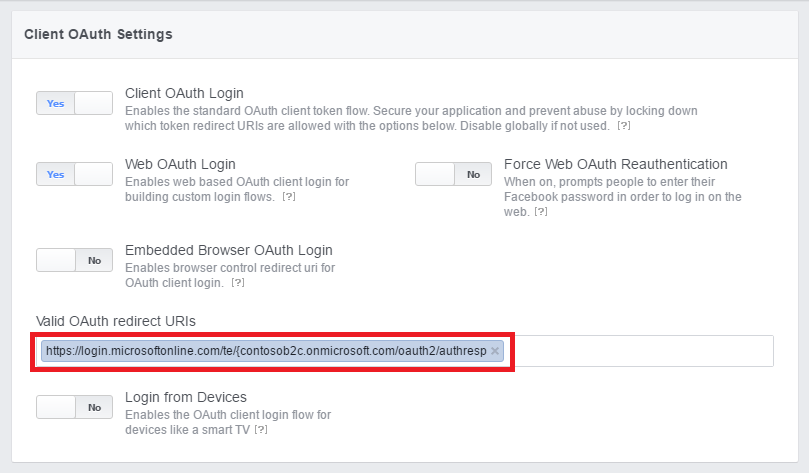 Client OAuth Settings
Yes
Client OAuth Login
Enables the standard OAuth client token flow. Secure your application and prevent abuse by locking down
which token redirect URIs are allowed with the options below. Disable globally if not used. [?]
Yes
Web OAuth Login
Enables web based OAuth client login for
building custom login flows. [?]
No
Force Web OAuth Reauthentication
When on, prompts people to enter their
Facebook password in order to log in on the
web. [?]
No
Embedded Browser OAuth Login
Enables browser control redirect uri for
OAuth client login. [?]
Valid OAuth redirect URIs
https://login.microsoftonline.com/te/{contosob2c.onmicrosoft.com/oauth2/authresp ×
No
Login from Devices
Enables the OAuth client login flow for
devices like a smart TV [?]